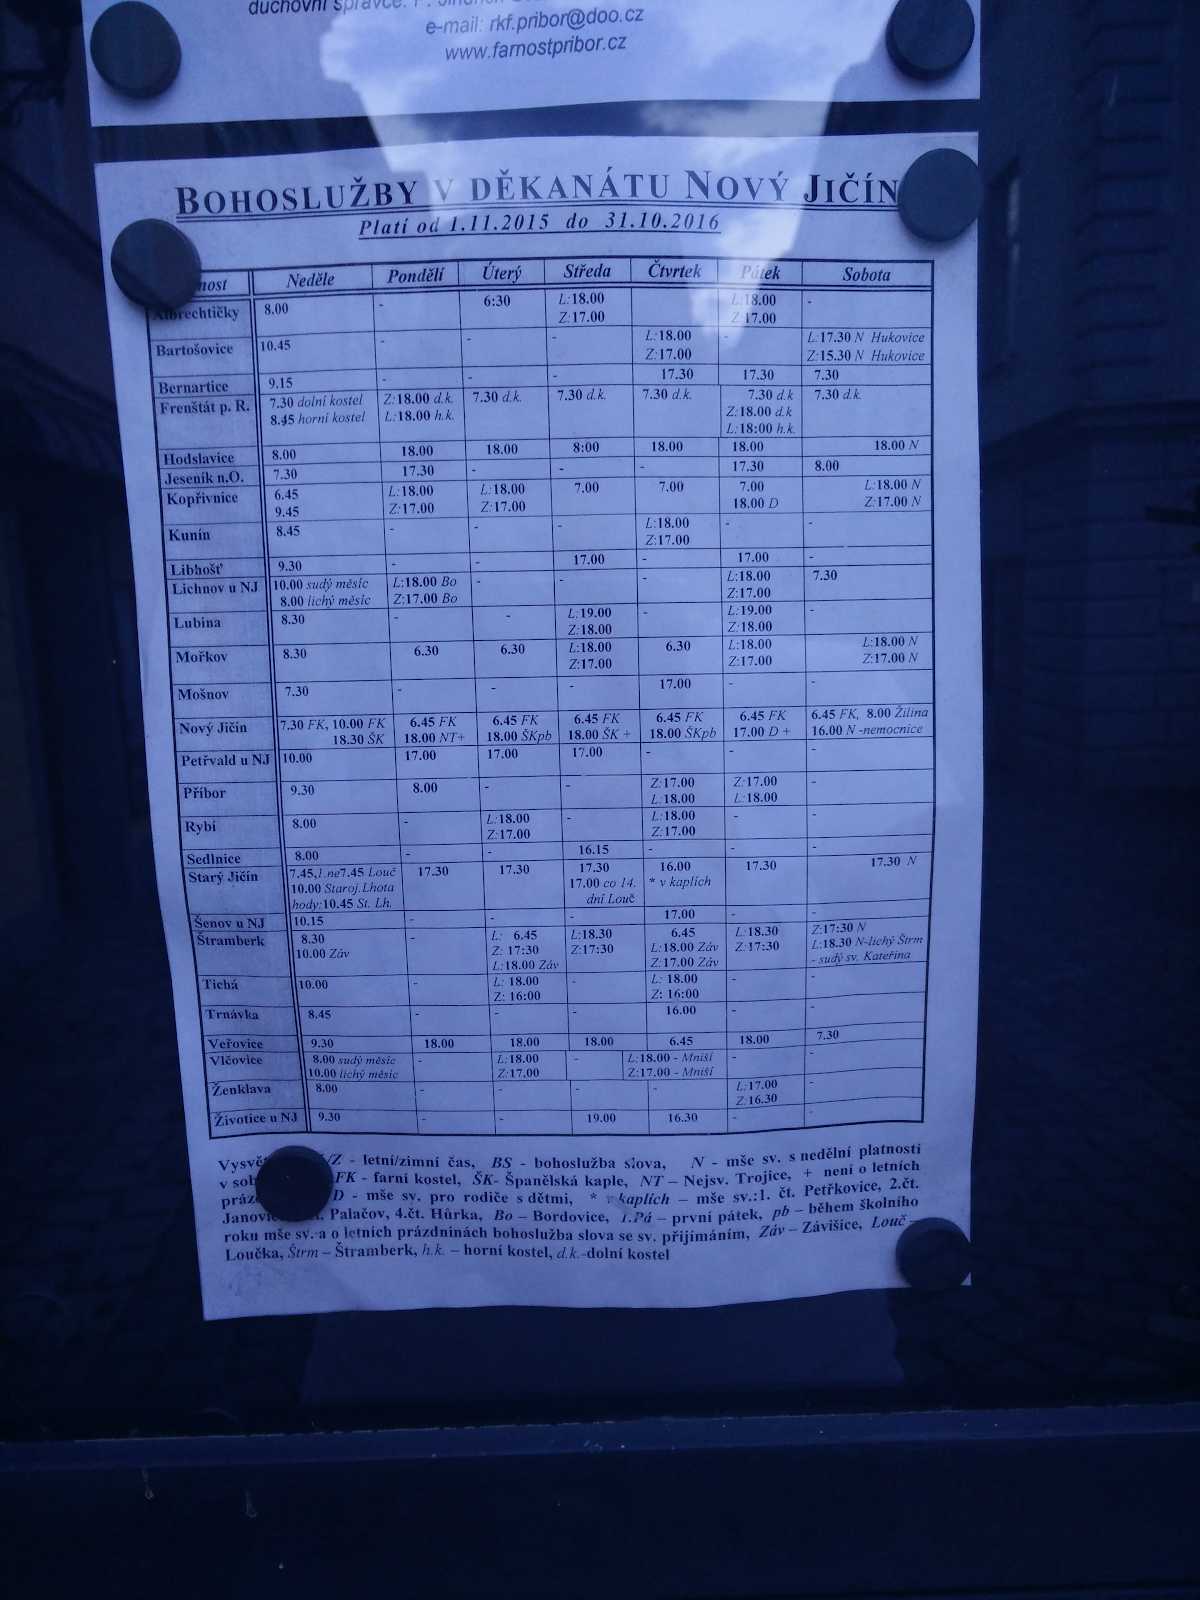 duchovní správce: P.
e-mail: rkf.pribor@doo.cz
www.farnostpribor.cz
BOHOSLUŽBY V DĚKANÁTU NOVÝ JIČÍN
Platí od 1.11.2015 do 31.10.2016
nost Neděle Pondělí Úterý Středa Čtvrtek Pátek Sobota
Albrechtičky 8.00 - 6:30 L:18.00 L:18.00 -
Z:17.00 Z:17.00
Bartošovice 10.45 - - - L:18.00 - L:17.30 N Hukovice
Z:17.00 Z:15.30 N Hukovice
Bernartice 9.15 - - - 17.30 17.30 7.30
Frenštát p. R. 7.30 dolní kostel Z:18.00 d.k. 7.30 d.k. 7.30 d.k. 7.30 d.k. 7.30 d.k 7.30 d.k.
8.45 horní kostel L:18.00 h.k. Z:18.00 d.k
L:18:00 h.k.
Hodslavice 8.00 18.00 18.00 8:00 18.00 18.00 18.00 N
Jeseník n.O. 7.30 17.30 - - - 17.30 8.00
Kopřivnice 6.45 L:18.00 L:18.00 7.00 7.00 7.00 L:18.00 N
9.45 Z:17.00 Z:17.00 18.00 D Z:17.00 N
Kunín 8.45 - - - L:18.00 - -
Z:17.00
Libhošť 9.30 - - 17.00 - 17.00 -
Lichnov u NJ 10.00 sudý měsíc L:18.00 Bo - - - L:18.00 7.30
8.00 lichý měsíc Z:17.00 Bo Z:17.00
Lubina 8.30 - - L:19.00 - L:19.00 -
Z:18.00 Z:18.00
Mořkov 8.30 6.30 6.30 L:18.00 6.30 L:18.00 L:18.00 N
Z:17.00 Z:17.00 Z:17.00 N
Mošnov 7.30 - - - 17.00 - -
Nový Jičín 7.30 FK, 10.00 FK 6.45 FK 6.45 FK 6.45 FK 6.45 FK 6.45 FK 6.45 FK, 8.00 Žilina
18.30 ŠK 18.00 NT+ 18.00 ŠKpb 18.00 ŠK + 18.00 ŠKpb 17.00 D + 16.00 N -nemocnice
Petřvald u NJ 10.00 17.00 17.00 17.00 - - -
Příbor 9.30 8.00 - - Z:17.00 Z:17.00 -
L:18.00 L:18.00
Rybí 8.00 - L:18.00 - L:18.00 - -
Z:17.00 Z:17.00
Sedlnice 8.00 - - 16.15 - - -
Starý Jičín 7.45,1.ne7.45 Louč 17.30 17.30 17.30 16.00 17.30 17.30 N
10.00 Staroj.Lhota 17.00 co 14. * v kaplích
hody:10.45 St. Lh. dní Louč
Šenov u NJ 10.15 - - - 17.00 - -
Štramberk 8.30 - L: 6.45 L:18.30 6.45 L:18.30 Z:17:30 N
10.00 Záv Z: 17:30 Z:17:30 L:18.00 Záv Z:17:30 L:18.30 N-lichý Štrm
L:18.00 Záv Z:17.00 Záv - sudý sv. Kateřina
Tichá 10.00 - L: 18.00 - L: 18.00 - -
Z: 16:00 Z: 16:00
Trnávka 8.45 - - - 16.00 - -
Veřovice 9.30 18.00 18.00 18.00 6.45 18.00 7.30
Vlčovice 8.00 sudý měsíc - L:18.00 - L:18.00 - Mniší - -
10.00 lichý měsíc Z:17.00 Z:17.00 - Mniší
Ženklava 8.00 - - - - L:17.00 -
Z:16.30
Životice u NJ 9.30 - - 19.00 16.30 - -
/Z - letní/zimní čas, BS - bohoslužba slova, N - mše sv. s nedělní platností
v FK - farní kostel, ŠK- Španělská kaple, NT – Nejsv. Trojice, + není o letních
D - mše sv. pro rodiče s dětmi, * v kaplích – mše sv.:1. čt. Petřkovice, 2.čt.
Palačov, 4.čt. Hůrka, Bo – Bordovice, 1.Pá – první pátek, pb – během školního
roku mše sv.-a o letních prázdninách bohoslužba slova se sv. přijímáním, Záv – Závišice, Louč –
Loučka, Štrm – Štramberk, h.k. – horní kostel, d.k.-dolní kostel